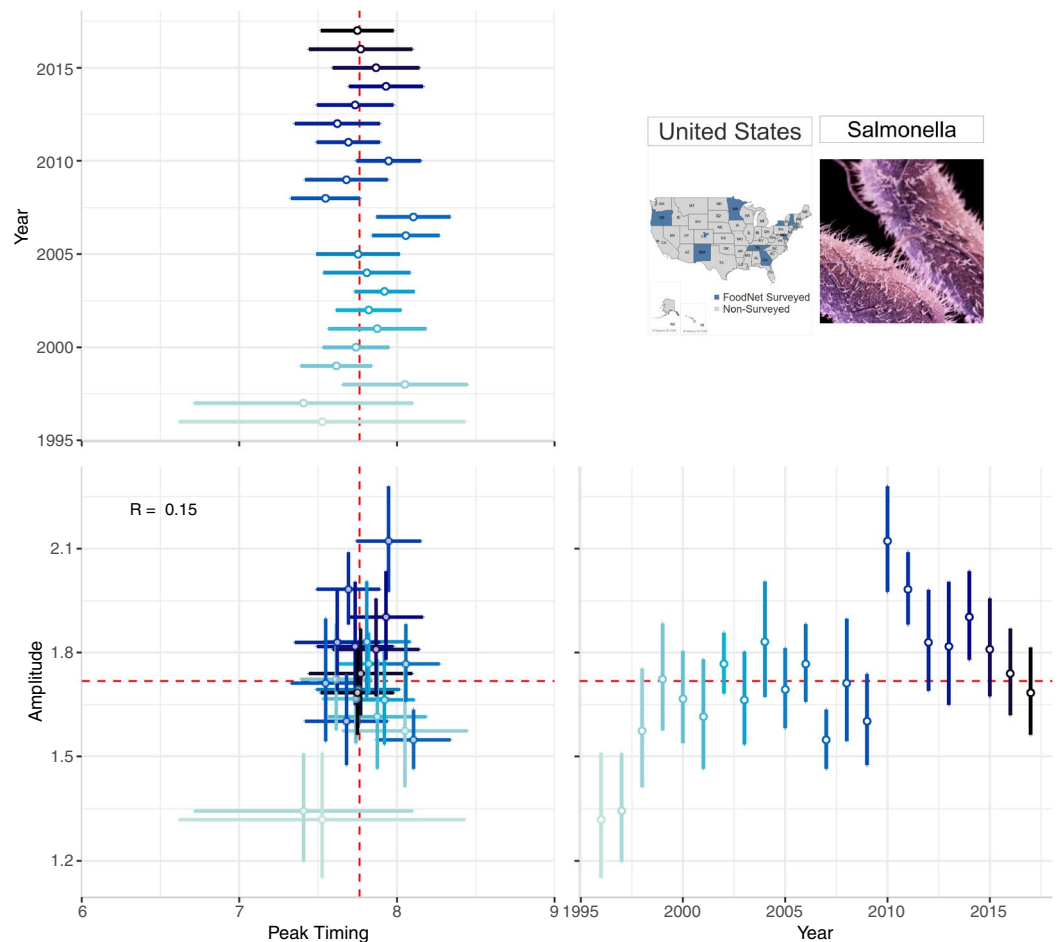 2015
2010
2005
2000
1995
Year
United States
Salmonella
FoodNet Surveyed
Non-Surveyed
R = 0.15
2.1
1.8
1.5
1.2
Amplitude
6
7
8
9
Peak Timing
1995
2000
2005
2010
2015
Year